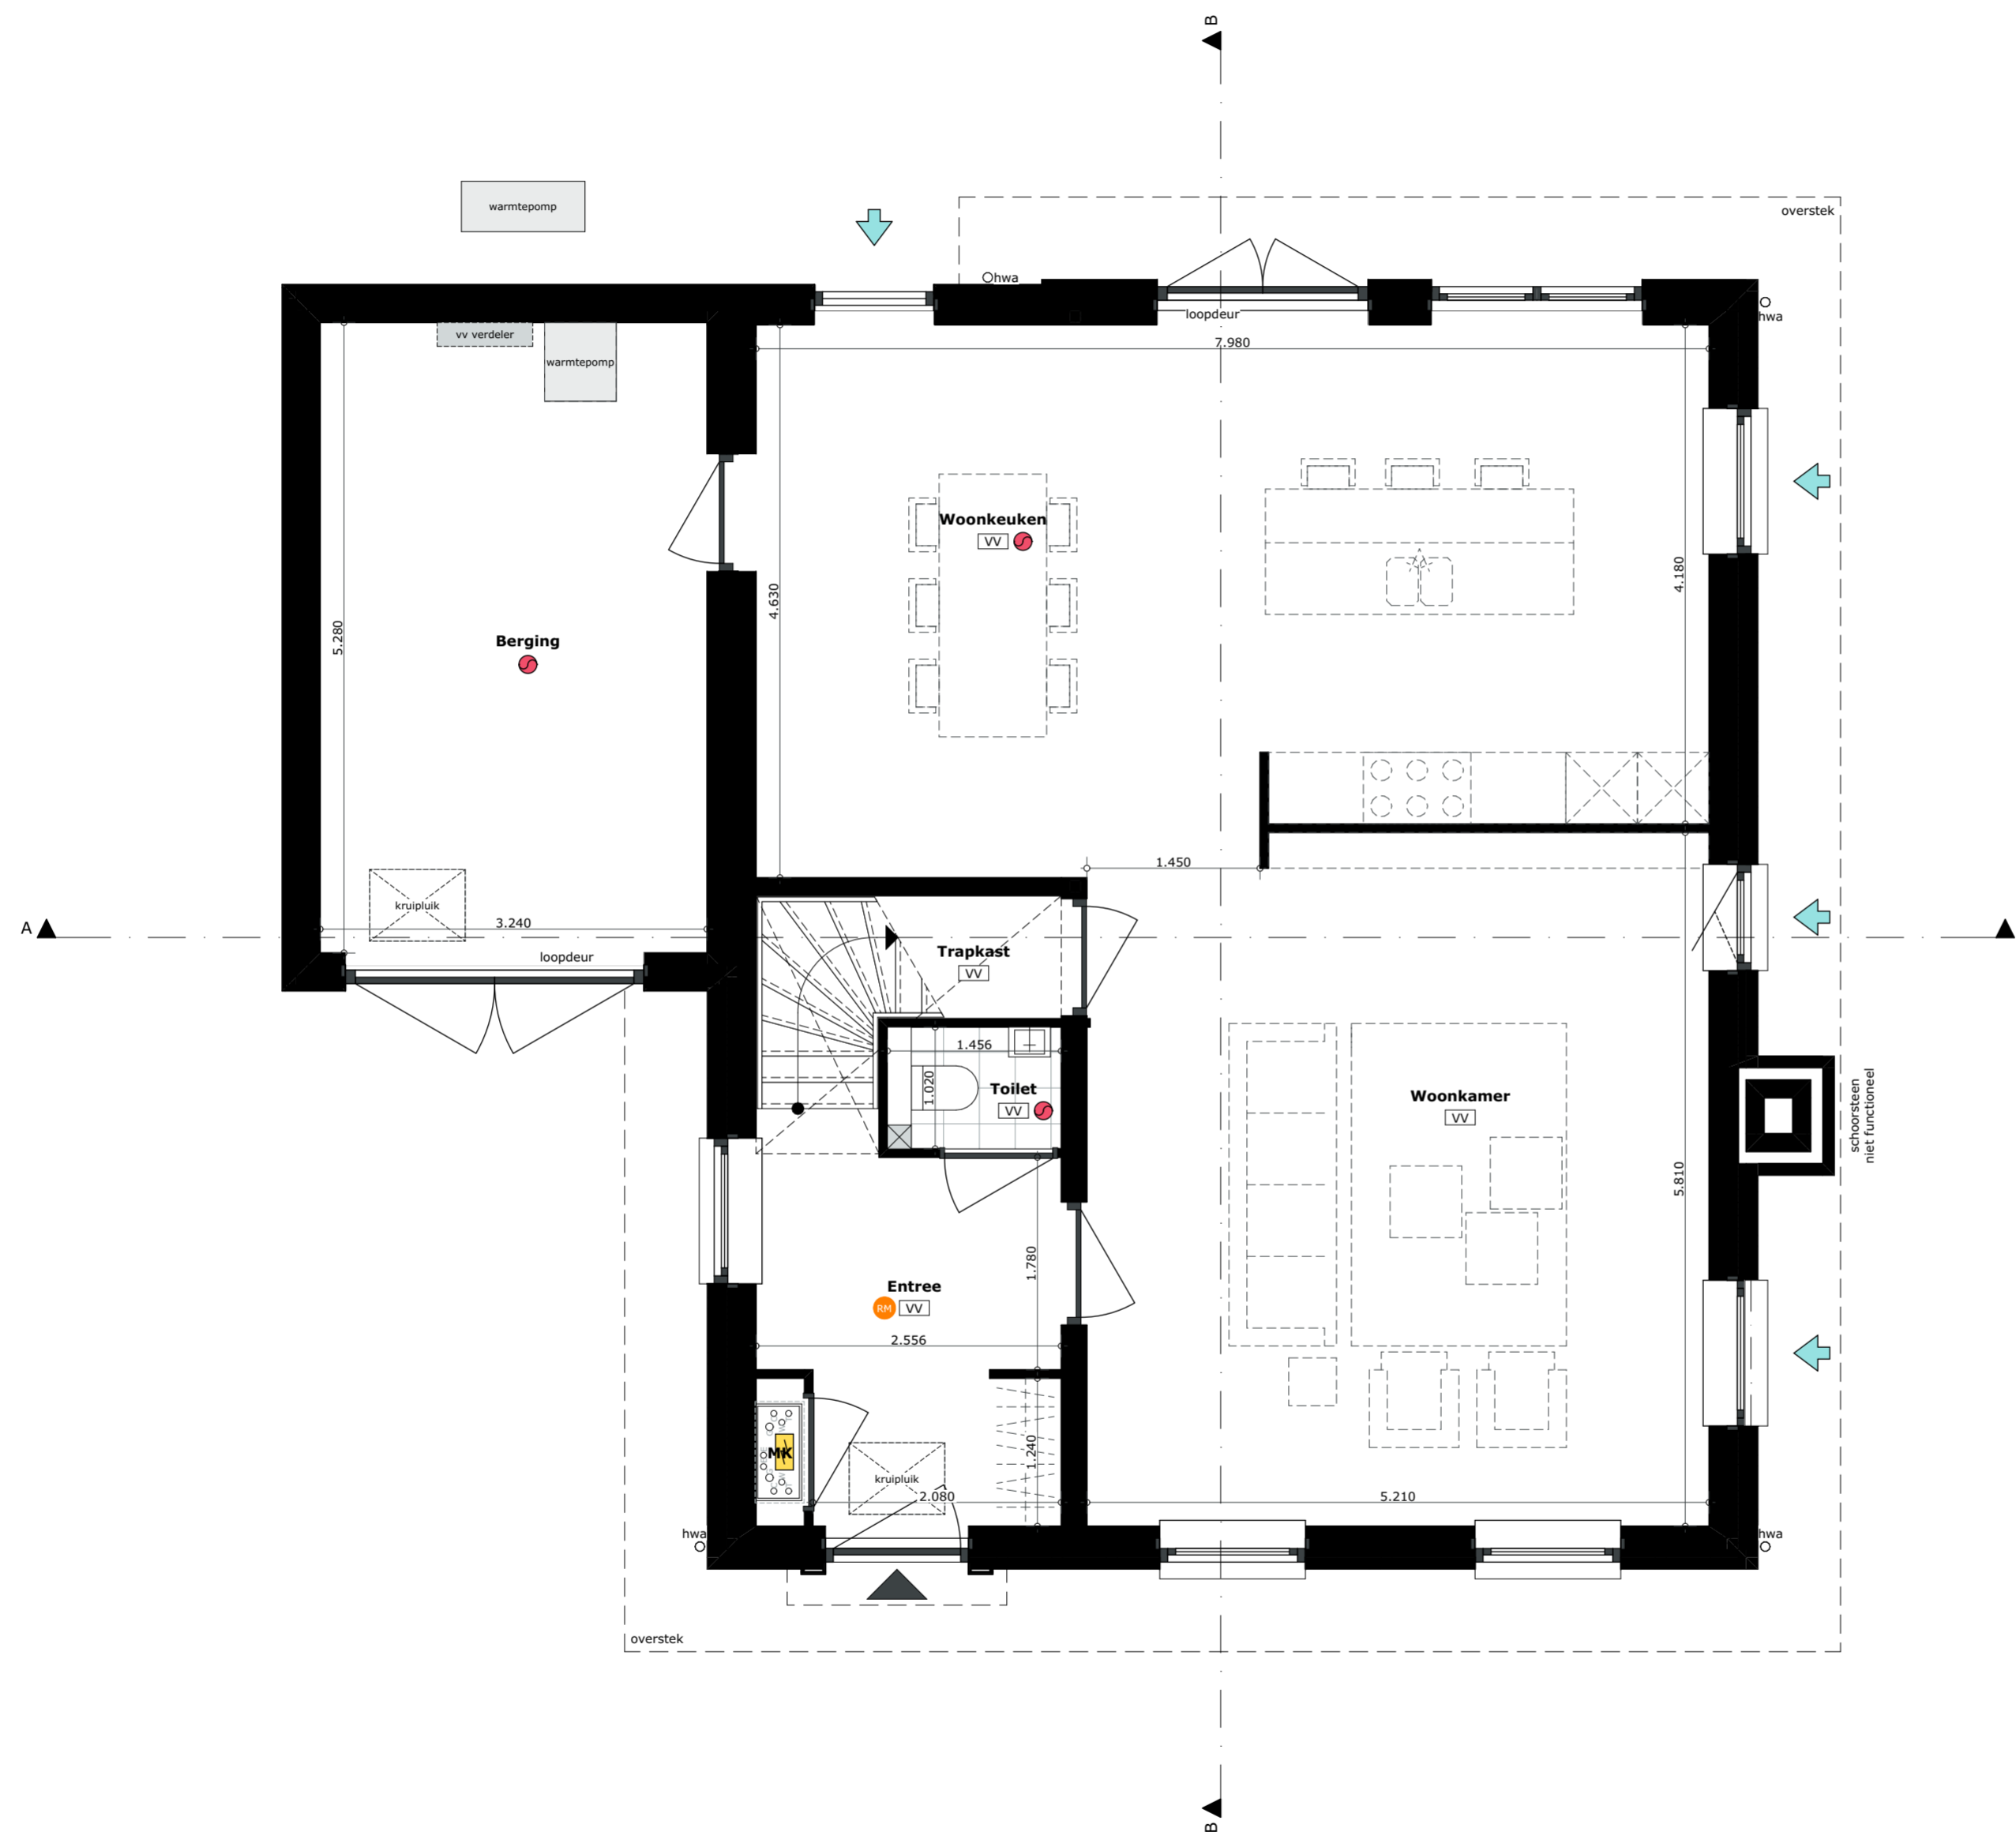 B
warmtepomp
overstek
hwa
hwa
loopdeur
vv verdeler
warmtepomp
7.980
Woonkeuken
VV
4.630
4.180
5.280
Berging
1.450
kruipluik
3.240
A
loopdeur
Trapkast
VV
1.456
1.020
Toilet
VV
Woonkamer
VV
schoorsteen
niet functioneel
5.810
1.780
Entree
RM
VV
2.556
MK
1.240
kruipluik
2.080
5.210
hwa
hwa
overstek
B